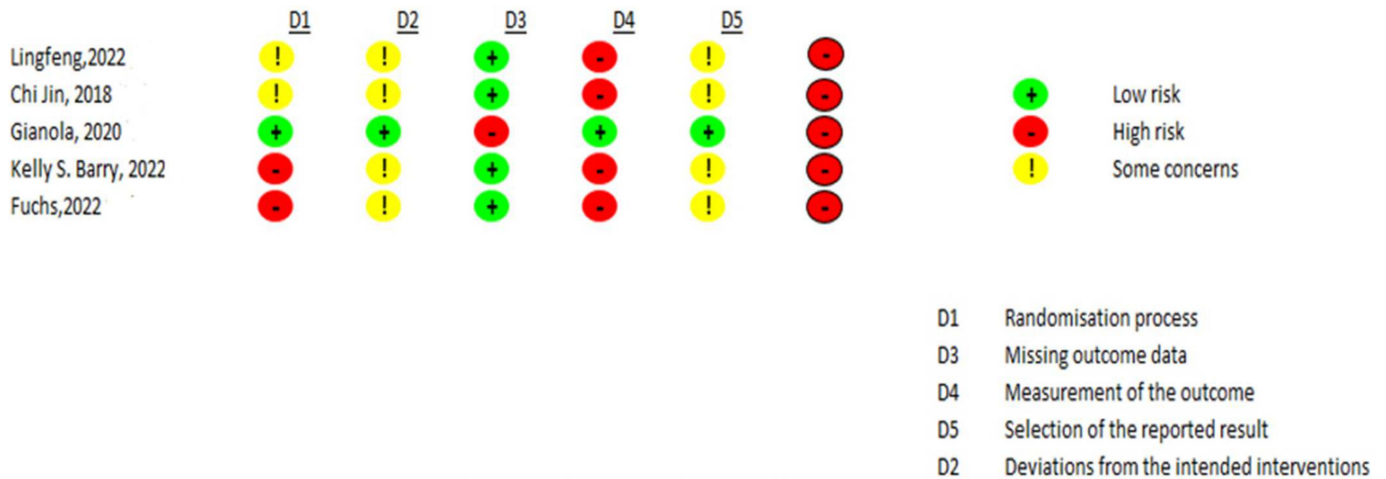 D1 D2 D3 D4 D5
Lingfeng,2022 ! ! + - ! -
Chi Jin, 2018 ! ! + - ! -
Gianola, 2020 + + - + + -
Kelly S. Barry, 2022 - ! + - ! -
Fuchs,2022 - ! + - ! -
+ Low risk
- High risk
! Some concerns
D1 Randomisation process
D3 Missing outcome data
D4 Measurement of the outcome
D5 Selection of the reported result
D2 Deviations from the intended interventions